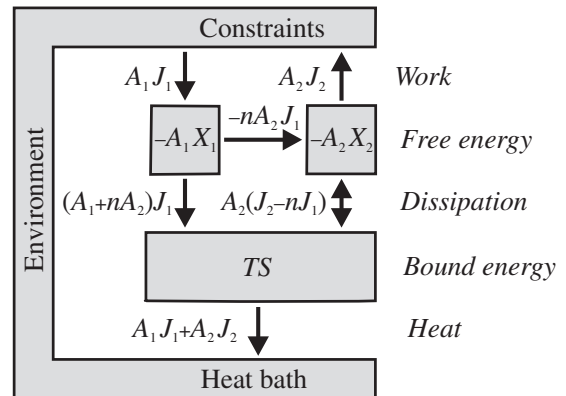 Constraints
A₁J₁ A₂J₂ Work
–nA₂J₁
–A₁X₁ –A₂X₂ Free energy
Environment
(A₁+nA₂)J₁ A₂(J₂–nJ₁) Dissipation
TS Bound energy
A₁J₁+A₂J₂ Heat
Heat bath